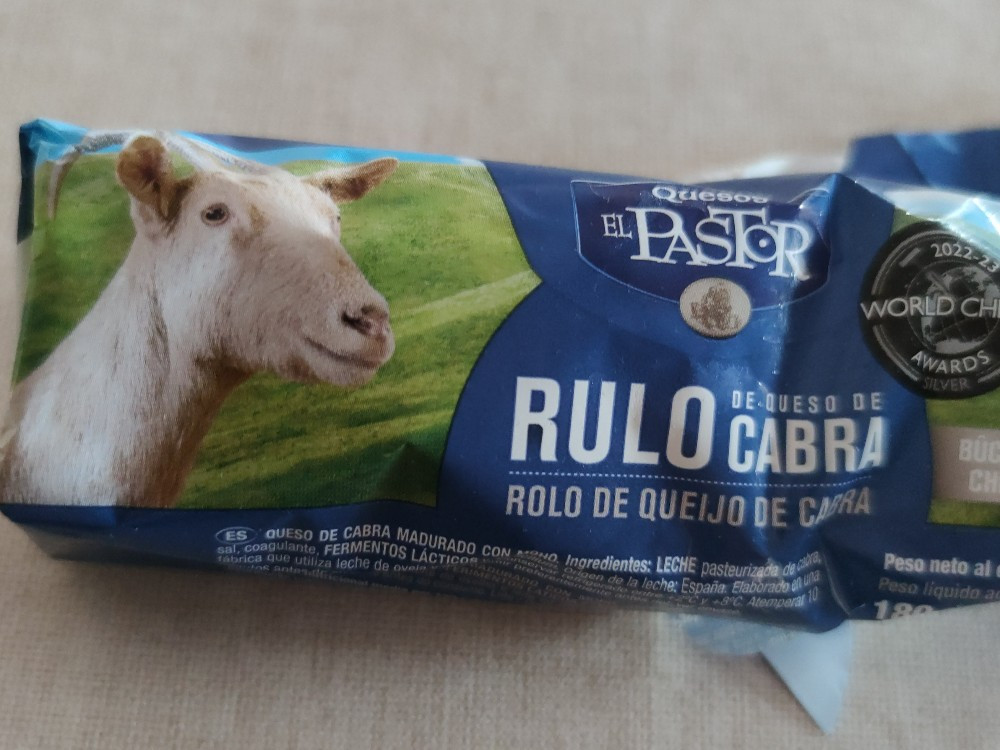 Quesos
EL PASTOR
2022-23
WORLD CHE
AWARDS
SILVER
RULO DE QUESO DE
CABRA
ROLO DE QUEIJO DE CABRA
BÛC
CH
ES QUESO DE CABRA MADURADO CON MOHO. Ingredientes: LECHE pasteurizada de cabra,
sal, coagulante, FERMENTOS LÁCTICOS origen de la leche: España. Elaborado en una
fábrica que utiliza leche de oveja y +8°C. Atemperar 10
Peso neto al
Peso líquido
180